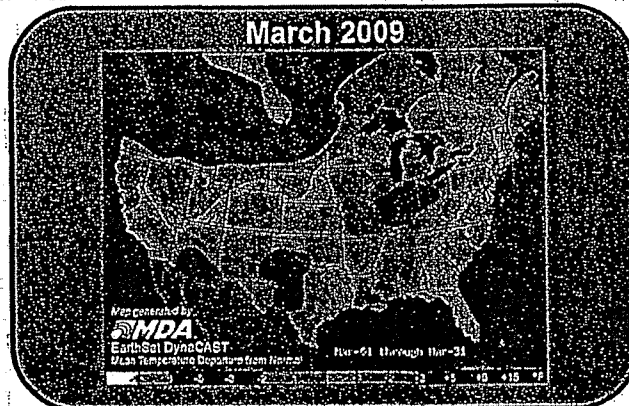 March 2009
Map generated by:
MDA
EarthSat DynaCAST
Mean Temperature Departure from Normal
Mar-01 through Mar-31
°F